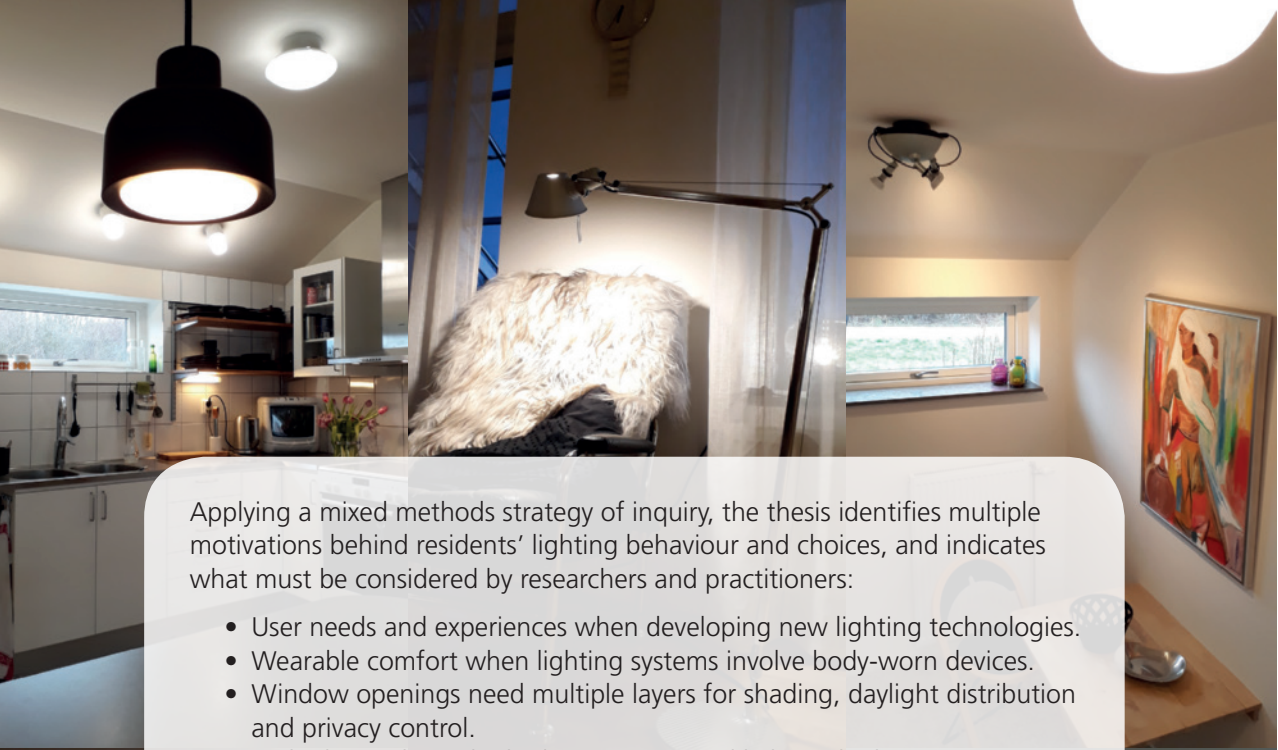 Applying a mixed methods strategy of inquiry, the thesis identifies multiple
motivations behind residents’ lighting behaviour and choices, and indicates
what must be considered by researchers and practitioners:
• User needs and experiences when developing new lighting technologies.
• Wearable comfort when lighting systems involve body-worn devices.
• Window openings need multiple layers for shading, daylight distribution
and privacy control.